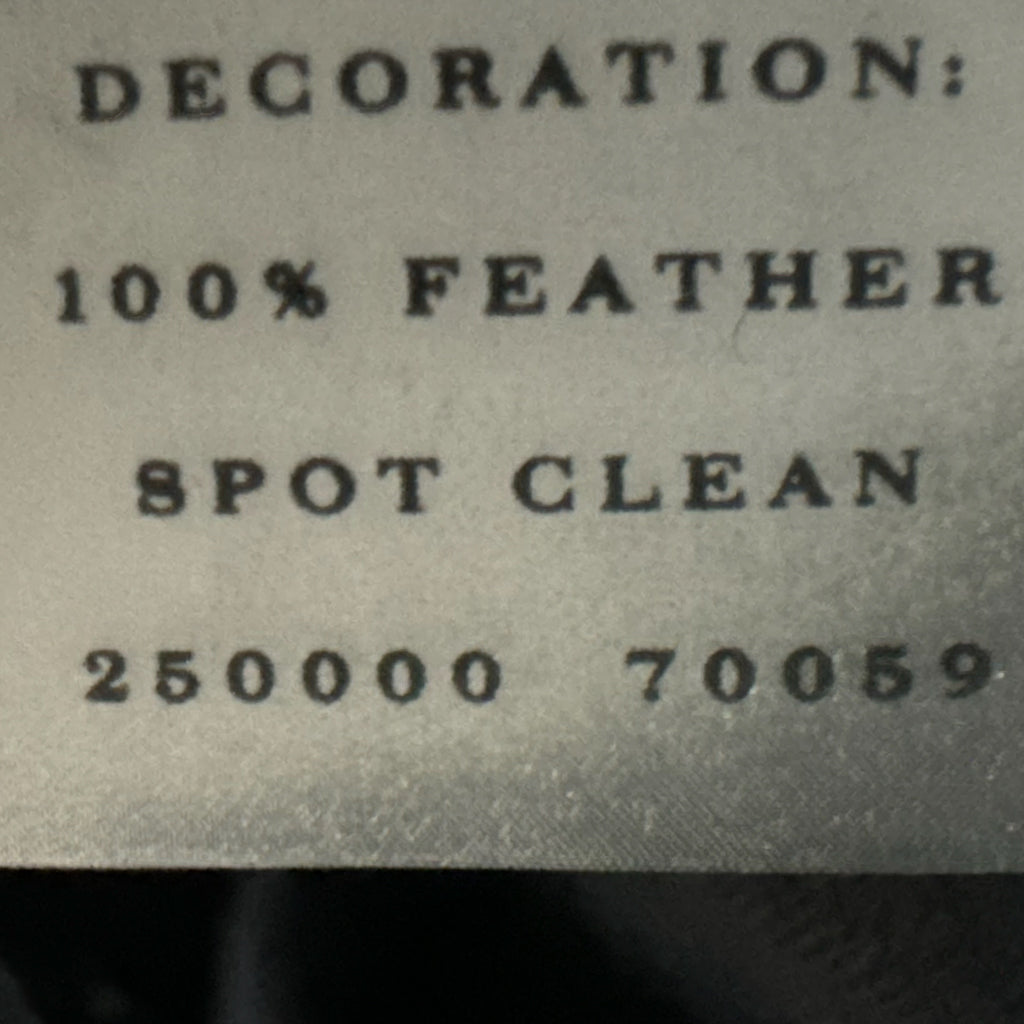 DECORATION:
100% FEATHER
SPOT CLEAN
250000 70059